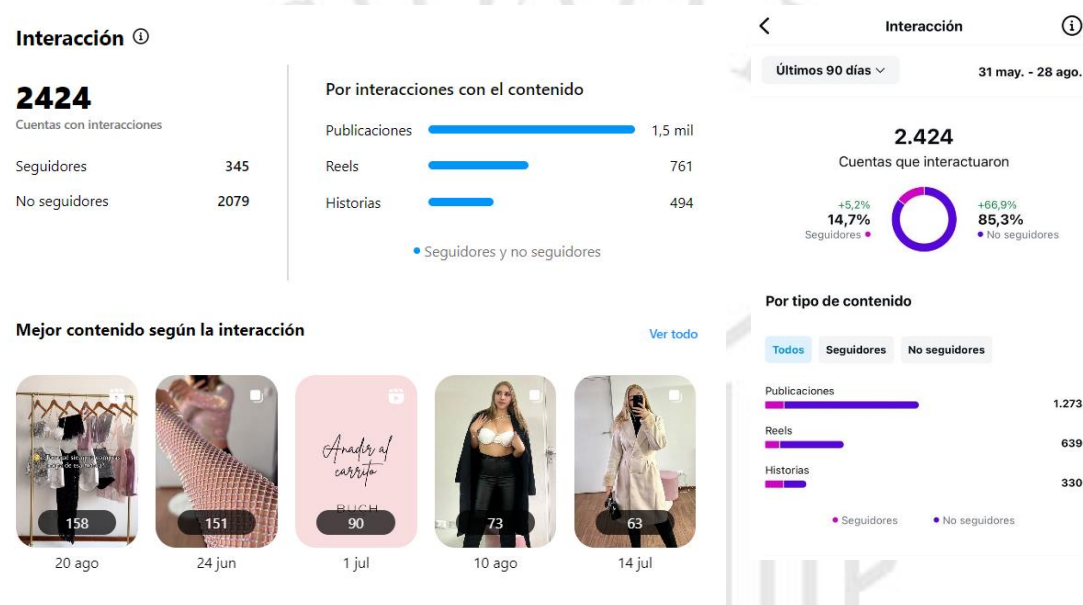 Interacción
2424
Cuentas con interacciones
Seguidores 345
No seguidores 2079
Por interacciones con el contenido
Publicaciones 1,5 mil
Reels 761
Historias 494
Seguidores y no seguidores
Mejor contenido según la interacción
Ver todo
158
151
Anadir al
carrito
BUCH
90
73
63
20 ago
24 jun
1 jul
10 ago
14 jul
Interacción
Últimos 90 días
31 may. - 28 ago.
2.424
Cuentas que interactuaron
+5,2%
14,7%
Seguidores
+66,9%
85,3%
No seguidores
Por tipo de contenido
Todos Seguidores No seguidores
Publicaciones
1.273
Reels
639
Historias
330
Seguidores No seguidores